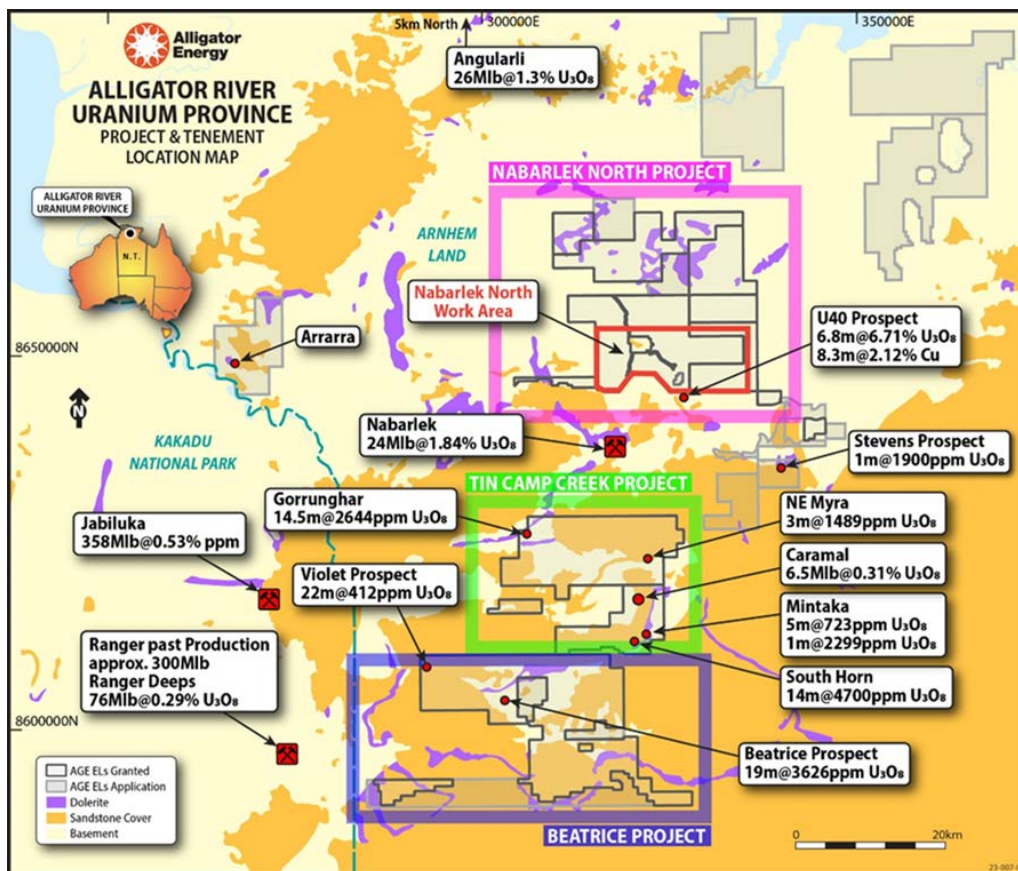 Alligator
Energy
ALLIGATOR RIVER
URANIUM PROVINCE
PROJECT & TENEMENT
LOCATION MAP
5km North
300000E
350000E
Angularli
26Mlb@1.3% U₃O₈
NABARLEK NORTH PROJECT
ALLIGATOR RIVER
URANIUM PROVINCE
N.T.
ARNHEM
LAND
Nabarlek North
Work Area
U40 Prospect
6.8m@6.71% U₃O₈
8.3m@2.12% Cu
Arrarra
8650000N
N
KAKADU
NATIONAL PARK
Nabarlek
24Mlb@1.84% U₃O₈
Stevens Prospect
1m@1900ppm U₃O₈
TIN CAMP CREEK PROJECT
Gorrunghar
14.5m@2644ppm U₃O₈
NE Myra
3m@1489ppm U₃O₈
Jabiluka
358Mlb@0.53% ppm
Caramal
6.5Mlb@0.31% U₃O₈
Violet Prospect
22m@412ppm U₃O₈
Mintaka
5m@723ppm U₃O₈
1m@2299ppm U₃O₈
Ranger past Production
approx. 300Mlb
Ranger Deeps
76Mlb@0.29% U₃O₈
South Horn
14m@4700ppm U₃O₈
8600000N
Beatrice Prospect
19m@3626ppm U₃O₈
AGE ELs Granted
AGE ELs Application
Dolerite
Sandstone Cover
Basement
BEATRICE PROJECT
0
20km